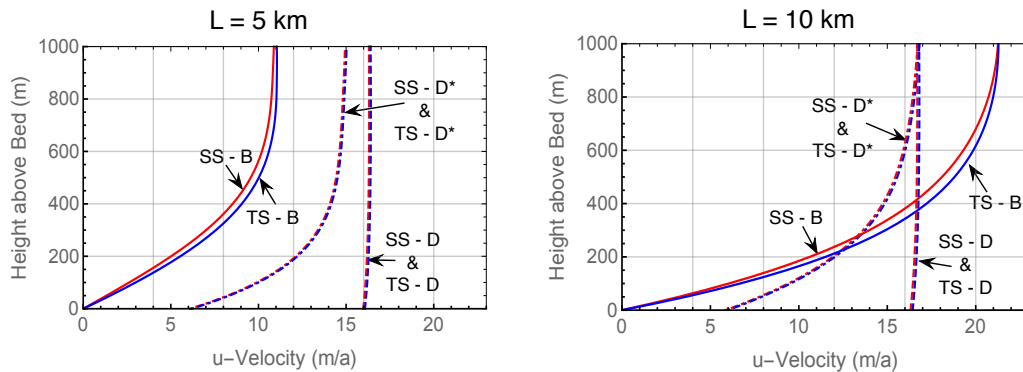 L = 5 km
1000
800
600
400
200
0
Height above Bed (m)
SS - D*
&
TS - D*
SS - B
TS - B
SS - D
&
TS - D
0 5 10 15 20
u-Velocity (m/a)
L = 10 km
1000
800
600
400
200
0
Height above Bed (m)
SS - D*
&
TS - D*
SS - B
TS - B
SS - D
&
TS - D
0 5 10 15 20
u-Velocity (m/a)